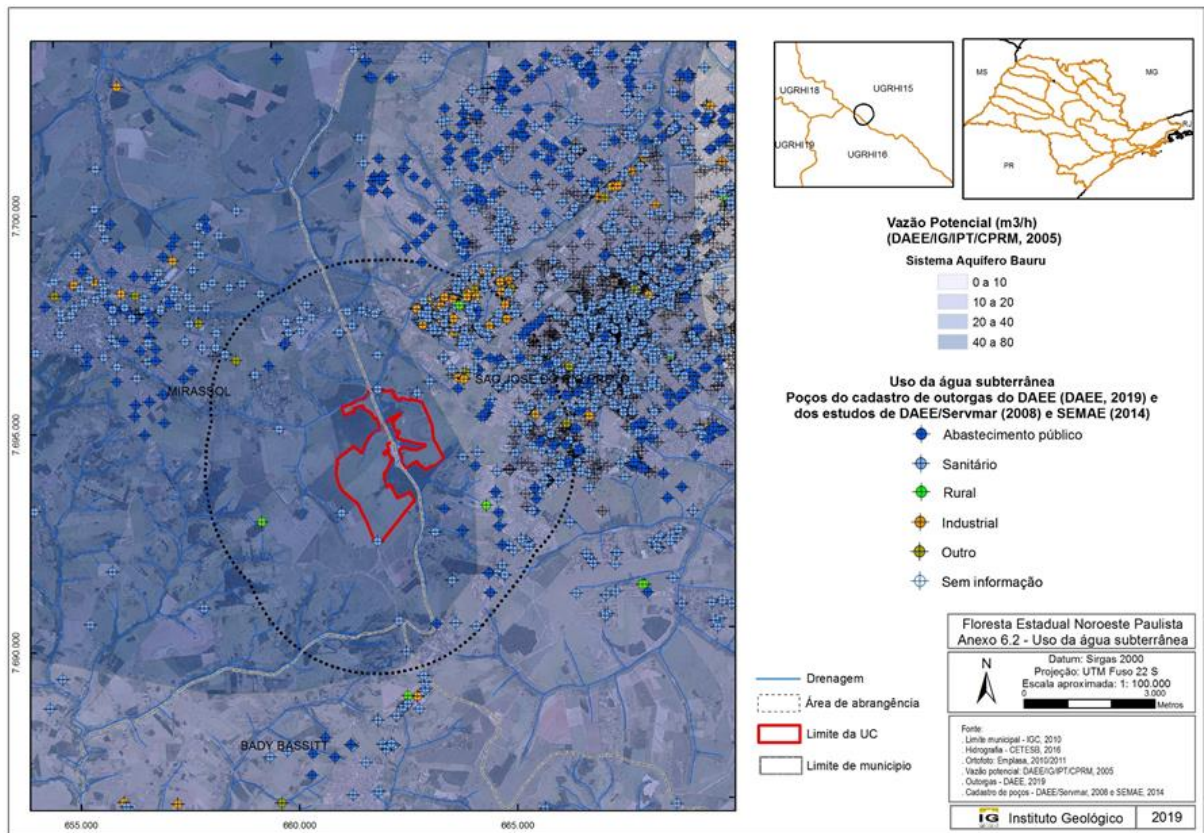 UGRHI18
UGRHI15
UGRHI19
UGRHI16
MS
MG
RJ
PR
7.700.000
7.695.000
7.690.000
655.000
660.000
665.000
MIRASSOL
SÃO JOSÉ DO RIO PRETO
BADY BASSITT
Vazão Potencial (m3/h)
(DAEE/IG/IPT/CPRM, 2005)
Sistema Aquífero Bauru
0 a 10
10 a 20
20 a 40
40 a 80
Uso da água subterrânea
Poços do cadastro de outorgas do DAEE (DAEE, 2019) e
dos estudos de DAEE/Servmar (2008) e SEMAE (2014)
Abastecimento público
Sanitário
Rural
Industrial
Outro
Sem informação
Drenagem
Área de abrangência
Limite da UC
Limite de municipio
Floresta Estadual Noroeste Paulista
Anexo 6.2 - Uso da água subterrânea
N
Datum: Sirgas 2000
Projeção: UTM Fuso 22 S
Escala aproximada: 1: 100.000
0 3.000
Metros
Fonte:
. Limite municipal - IGC, 2010
. Hidrografia - CETESB, 2016
. Ortofoto: Emplasa, 2010/2011
. Vazão potencial: DAEE/IG/IPT/CPRM, 2005
. Outorgas - DAEE, 2019
. Cadastro de poços - DAEE/Servmar, 2008 e SEMAE, 2014
IG Instituto Geológico 2019